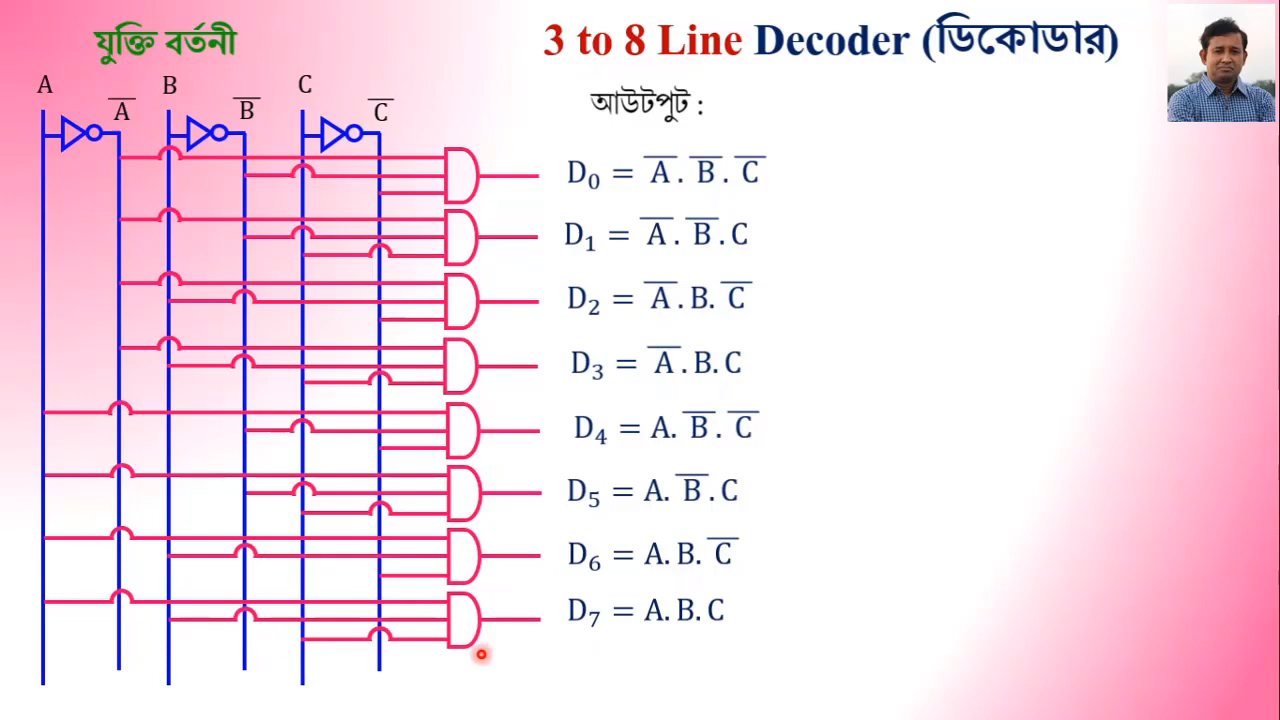 যুক্তি বর্তনী
3 to 8 Line Decoder (ডিকোডার)
A A̅ B B̅ C C̅
আউটপুট :
D₀ = A̅ . B̅ . C̅
D₁ = A̅ . B̅ . C
D₂ = A̅ . B. C̅
D₃ = A̅ . B. C
D₄ = A. B̅ . C̅
D₅ = A. B̅ . C
D₆ = A. B. C̅
D₇ = A. B. C